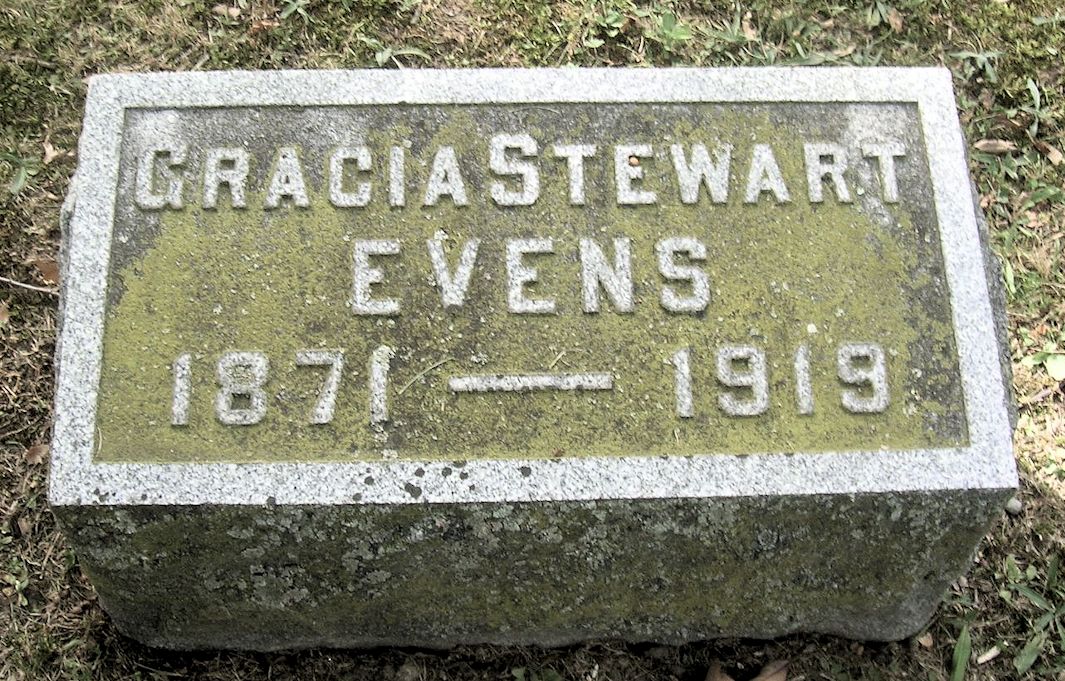 GRACIA STEWART
EVENS
1871 — 1919